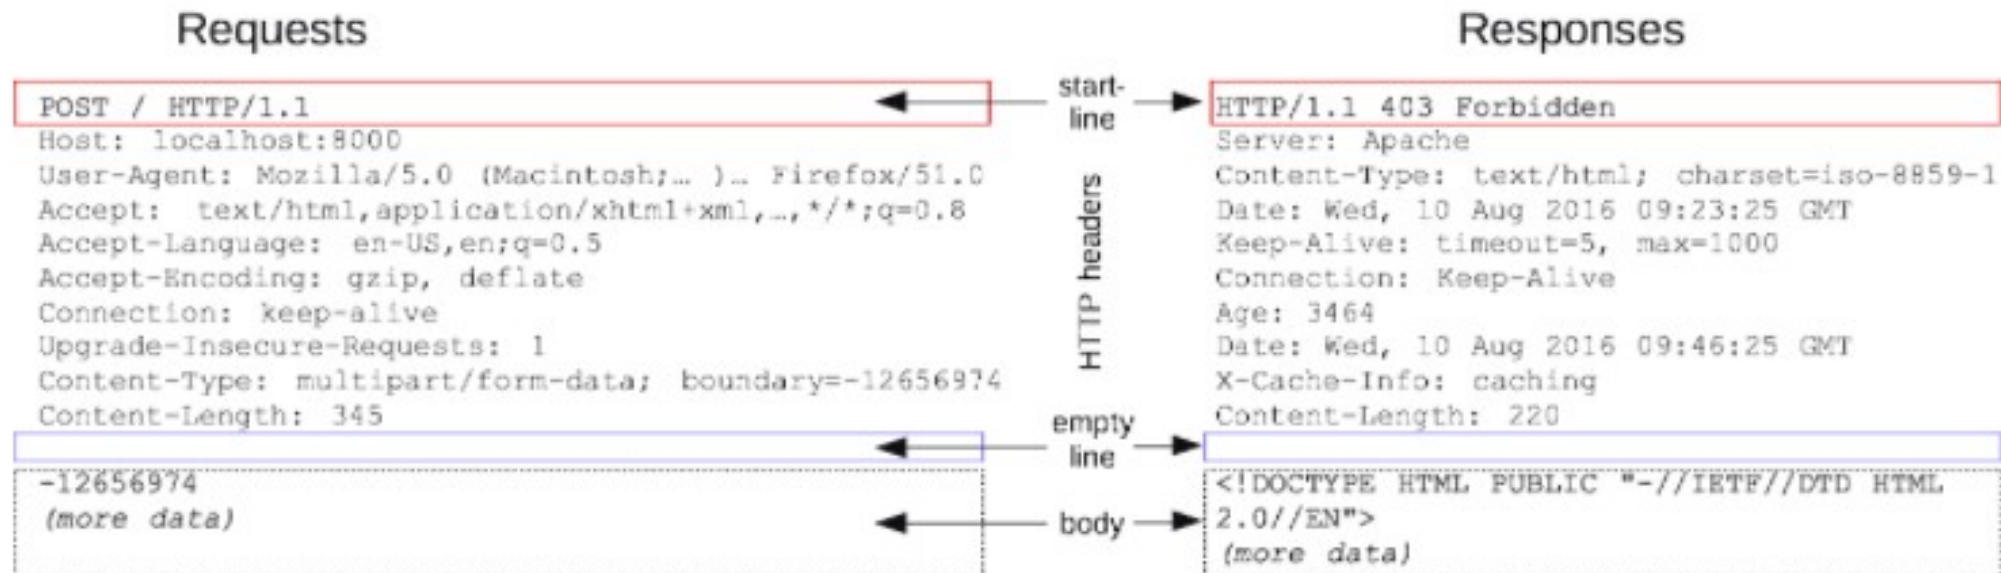 Requests
POST / HTTP/1.1
Host: localhost:8000
User-Agent: Mozilla/5.0 (Macintosh;… )… Firefox/51.0
Accept: text/html,application/xhtml+xml,…,*/*;q=0.8
Accept-Language: en-US,en;q=0.5
Accept-Encoding: gzip, deflate
Connection: keep-alive
Upgrade-Insecure-Requests: 1
Content-Type: multipart/form-data; boundary=-12656974
Content-Length: 345
-12656974
(more data)
start-
line
HTTP headers
empty
line
body
Responses
HTTP/1.1 403 Forbidden
Server: Apache
Content-Type: text/html; charset=iso-8859-1
Date: Wed, 10 Aug 2016 09:23:25 GMT
Keep-Alive: timeout=5, max=1000
Connection: Keep-Alive
Age: 3464
Date: Wed, 10 Aug 2016 09:46:25 GMT
X-Cache-Info: caching
Content-Length: 220
<!DOCTYPE HTML PUBLIC "-//IETF//DTD HTML
2.0//EN">
(more data)